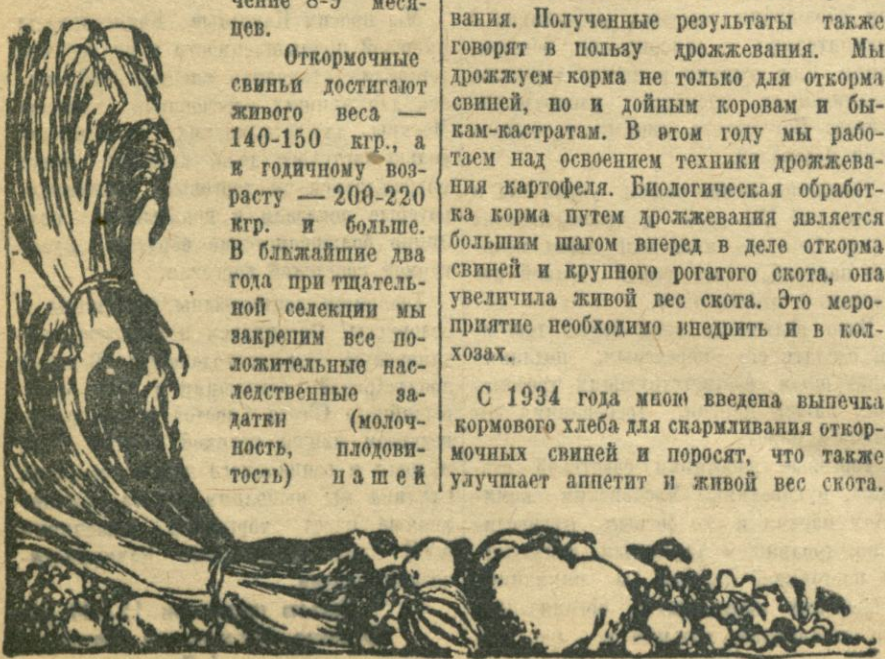 чение 8-9 меся-
цев.
Откормочные
свиньи достигают
живого веса —
140-150 кгр., а
к годичному воз-
расту — 200-220
кгр. и больше.
В ближайшие два
года при тщатель-
ной селекции мы
закрепим все по-
ложительные нас-
ледственные за-
датки (молоч-
ность, плодови-
тость) нашей
вания. Полученные результаты также
говорят в пользу дрожжевания. Мы
дрожжуем корма не только для откорма
свиней, но и дойным коровам и бы-
кам-кастратам. В этом году мы рабо-
таем над освоением техники дрожжева-
ния картофеля. Биологическая обработ-
ка корма путем дрожжевания является
большим шагом вперед в деле откорма
свиней и крупного рогатого скота, она
увеличила живой вес скота. Это меро-
приятие необходимо внедрить и в кол-
хозах.
С 1934 года мною введена выпечка
кормового хлеба для скармливания откор-
мочных свиней и поросят, что также
улучшает аппетит и живой вес скота.